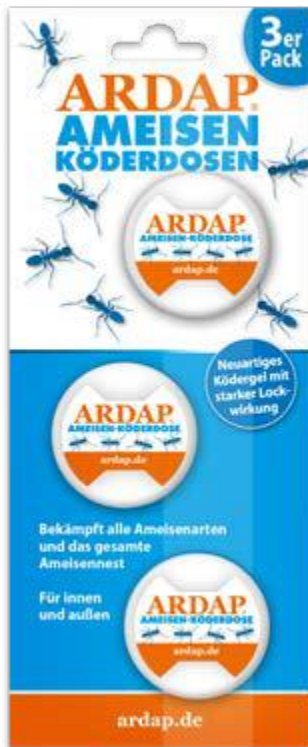 3er
Pack
ARDAP®
AMEISEN
KÖDERDOSEN
ARDAP
AMEISEN-KÖDERDOSE
ardap.de
Neuartiges
Ködergel mit
starker Lock-
wirkung
ARDAP
AMEISEN-KÖDERDOSE
ardap.de
Bekämpft alle Ameisenarten
und das gesamte
Ameisennest
Für innen
und außen
ARDAP
AMEISEN-KÖDERDOSE
ardap.de
ardap.de